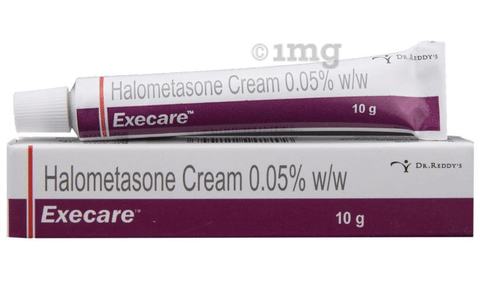 ©1mg
Halometasone Cream 0.05% w/w
DR.REDDY'S
Execare™
10 g
Halometasone Cream 0.05% w/w
DR.REDDY'S
Execare™
10 g